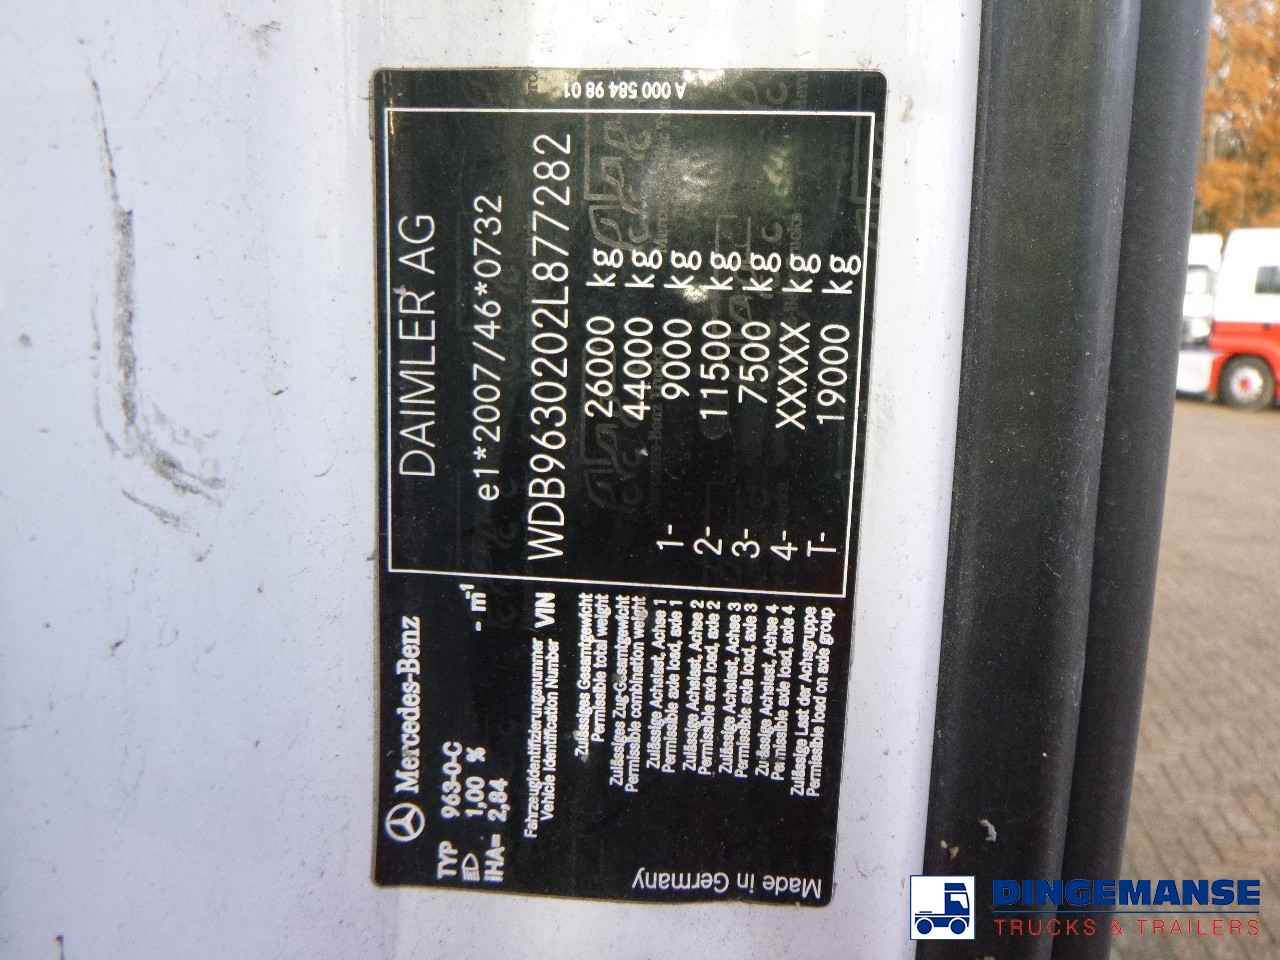 A 000 584 98 01
Mercedes-Benz
DAIMLER AG
TYP 963-0-C
1,00 % - m-1
iHA= 2,84
e1*2007/46*0732
Fahrzeugidentifizierungsnummer
Vehicle Identification Number VIN
WDB9630202L877282
Zulässiges Gesamtgewicht
Permissible total weight
26000 kg
Zulässiges Zug-Gesamtgewicht
Permissible combination weight
44000 kg
Zulässige Achslast, Achse 1
Permissible axle load, axle 1
1- 9000 kg
Zulässige Achslast, Achse 2
Permissible axle load, axle 2
2- 11500 kg
Zulässige Achslast, Achse 3
Permissible axle load, axle 3
3- 7500 kg
Zulässige Achslast, Achse 4
Permissible axle load, axle 4
4- XXXXX kg
Zulässige Last der Achsgruppe
Permissible load on axle group
T- 19000 kg
Made in Germany
DINGEMANSE
TRUCKS & TRAILERS